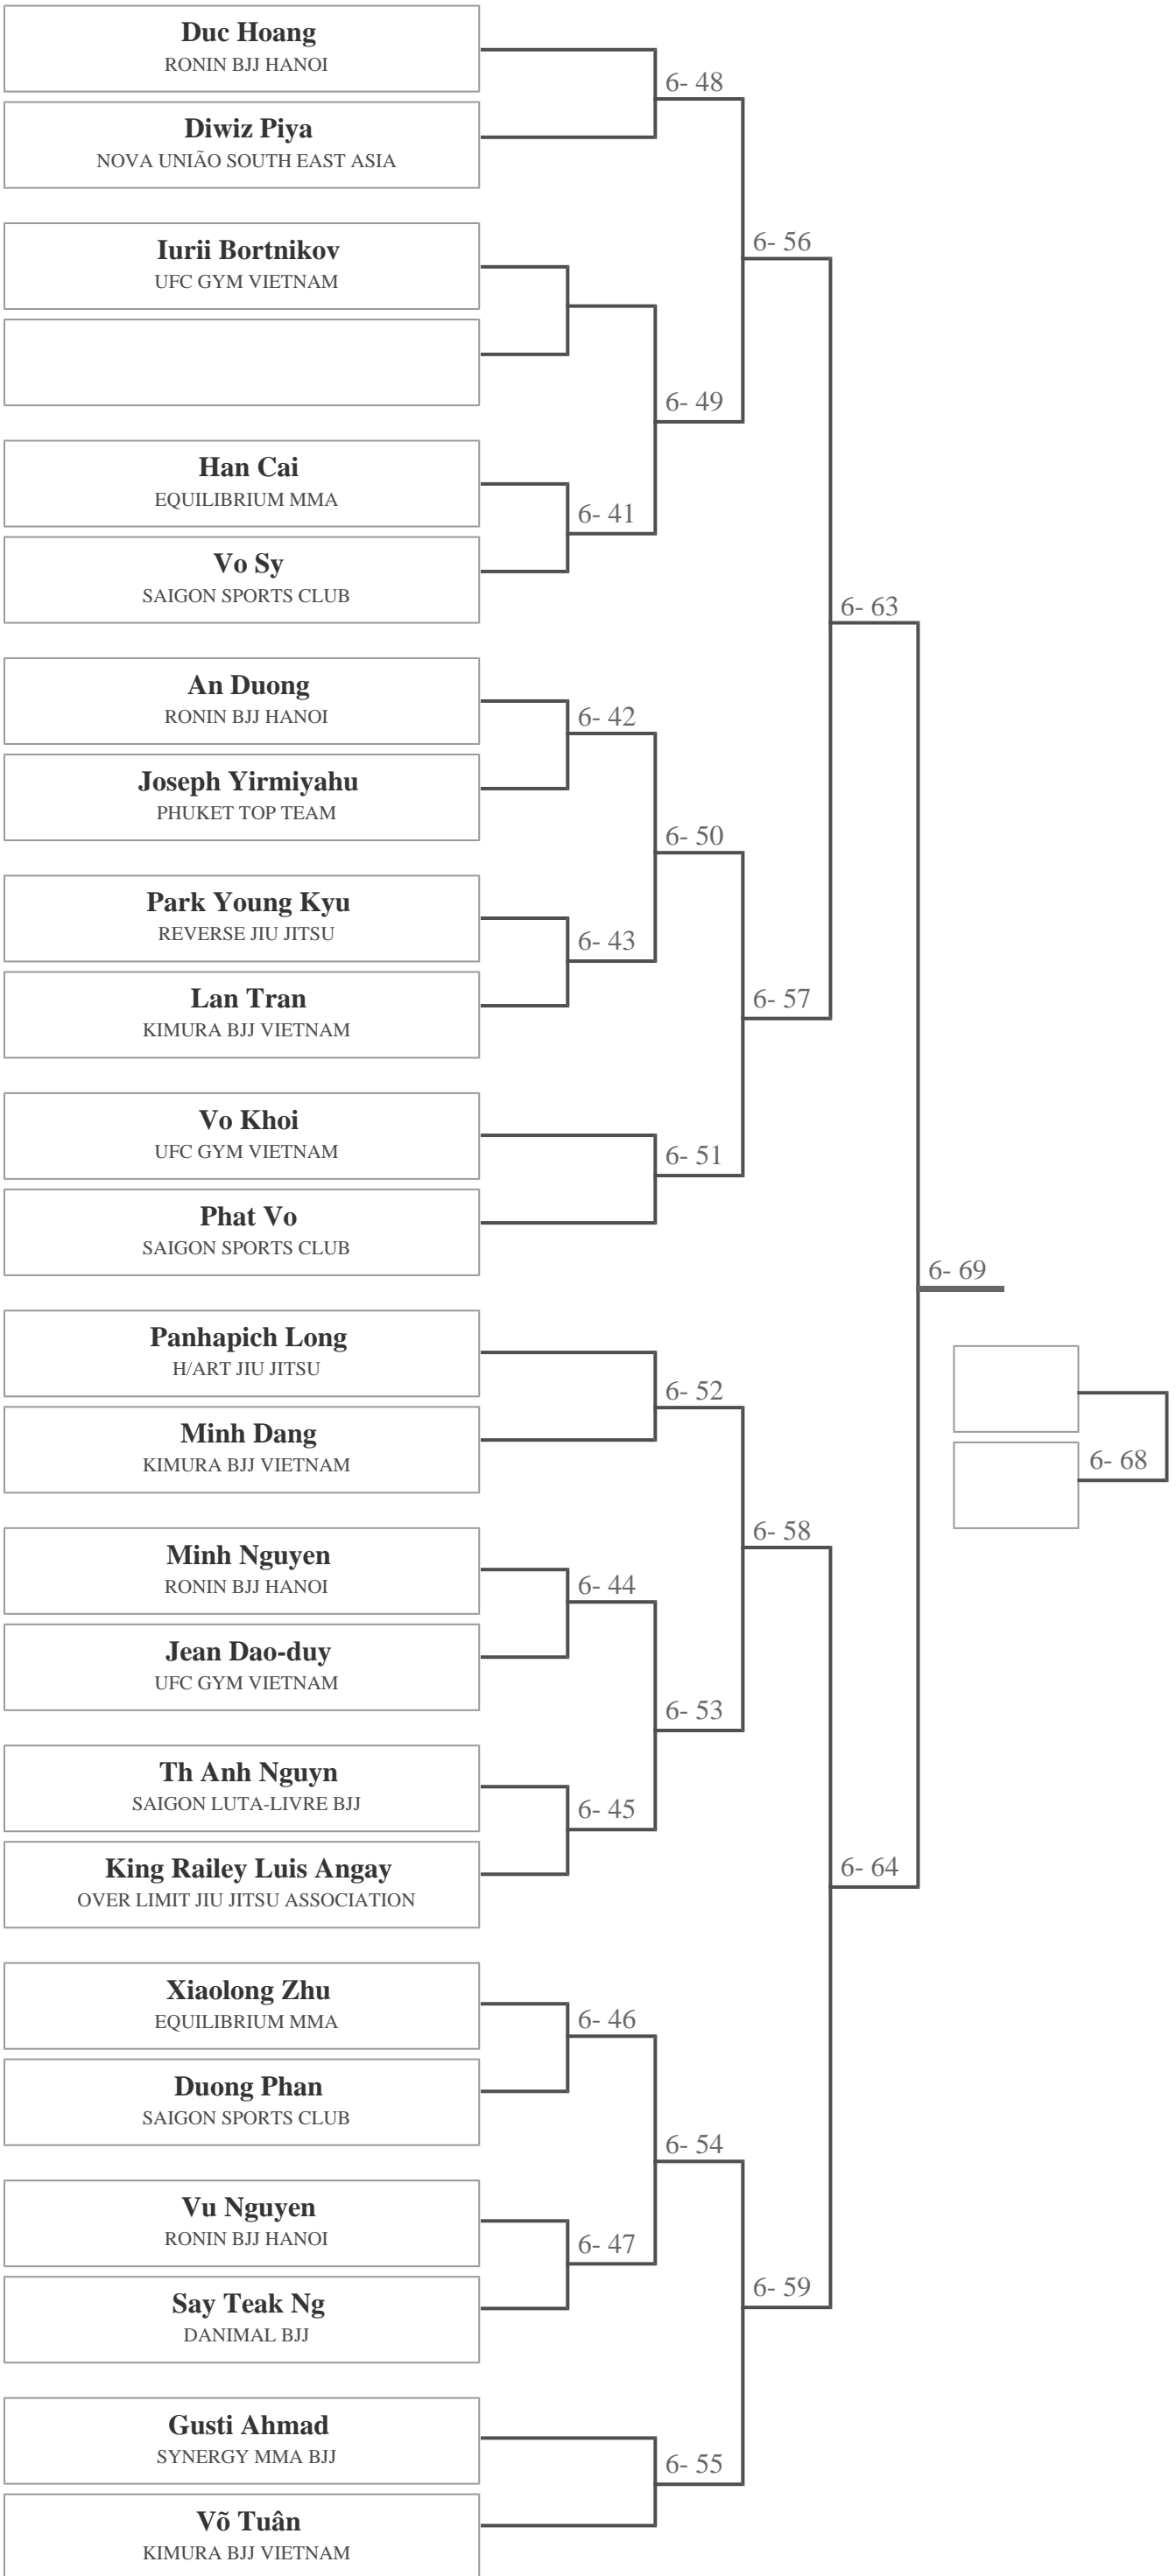 Duc Hoang
RONIN BJJ HANOI
6- 48
Diwiz Piya
NOVA UNIÃO SOUTH EAST ASIA
Iurii Bortnikov
UFC GYM VIETNAM
6- 56
6- 49
Han Cai
EQUILIBRIUM MMA
6- 41
Vo Sy
SAIGON SPORTS CLUB
6- 63
An Duong
RONIN BJJ HANOI
6- 42
Joseph Yirmiyahu
PHUKET TOP TEAM
6- 50
Park Young Kyu
REVERSE JIU JITSU
6- 43
Lan Tran
KIMURA BJJ VIETNAM
6- 57
Vo Khoi
UFC GYM VIETNAM
6- 51
Phat Vo
SAIGON SPORTS CLUB
6- 69
Panhapich Long
H/ART JIU JITSU
6- 52
Minh Dang
KIMURA BJJ VIETNAM
6- 68
6- 58
Minh Nguyen
RONIN BJJ HANOI
6- 44
Jean Dao-duy
UFC GYM VIETNAM
6- 53
Th Anh Nguyn
SAIGON LUTA-LIVRE BJJ
6- 45
King Railey Luis Angay
OVER LIMIT JIU JITSU ASSOCIATION
6- 64
Xiaolong Zhu
EQUILIBRIUM MMA
6- 46
Duong Phan
SAIGON SPORTS CLUB
6- 54
Vu Nguyen
RONIN BJJ HANOI
6- 47
Say Teak Ng
DANIMAL BJJ
6- 59
Gusti Ahmad
SYNERGY MMA BJJ
6- 55
Võ Tuân
KIMURA BJJ VIETNAM